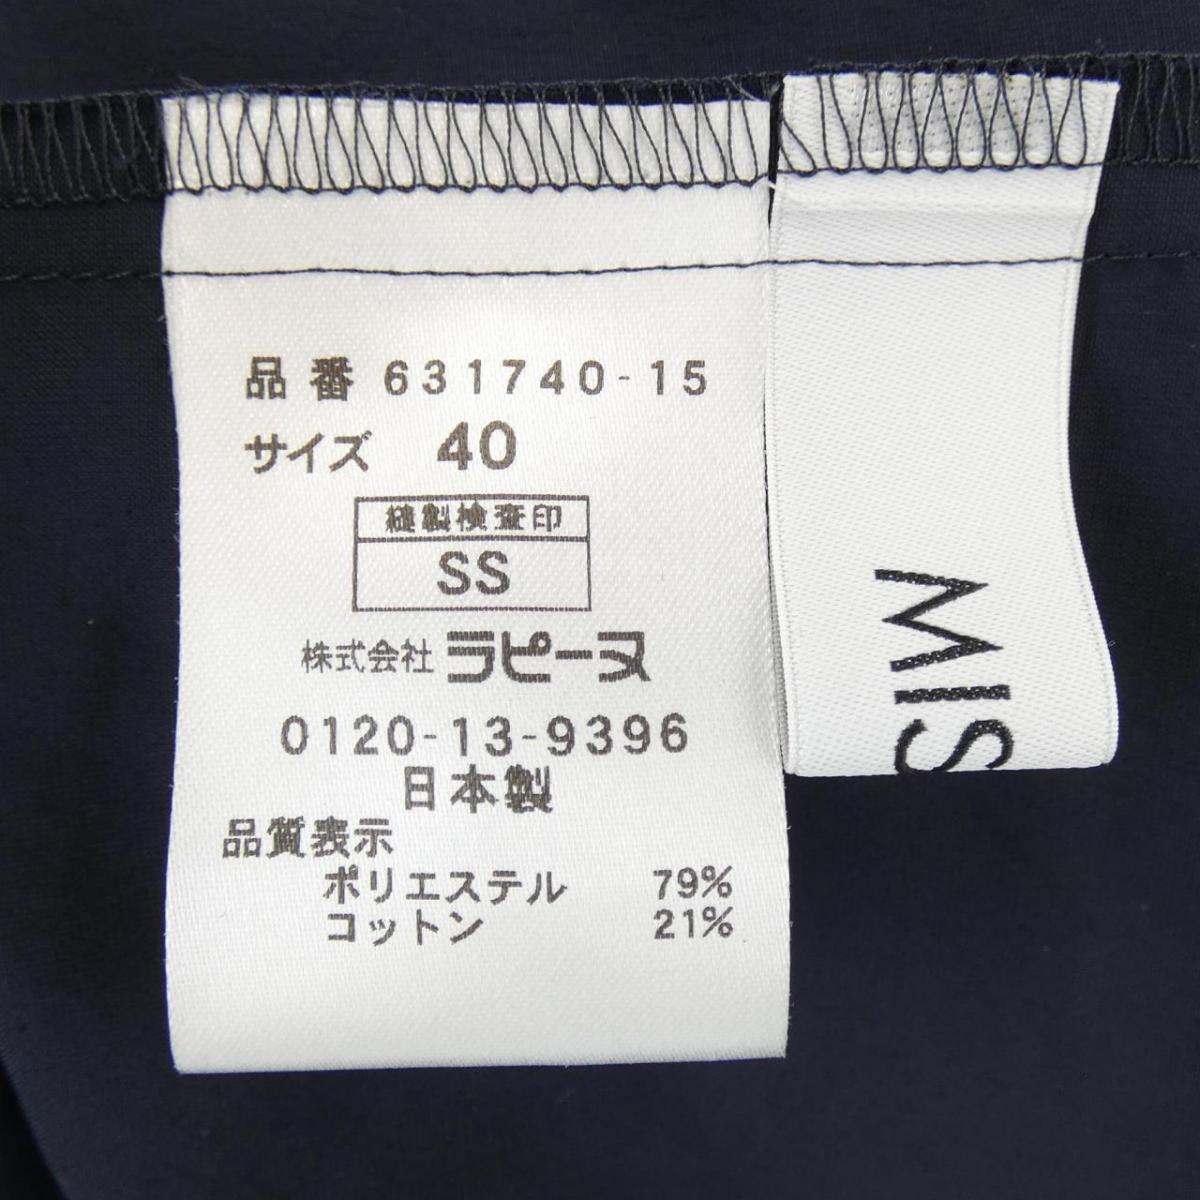 品番 631740-15
サイズ 40
縫製検査印
SS
株式会社 ラピーヌ
0120-13-9396
日本製
品質表示
ポリエステル 79%
コットン 21%
MIS